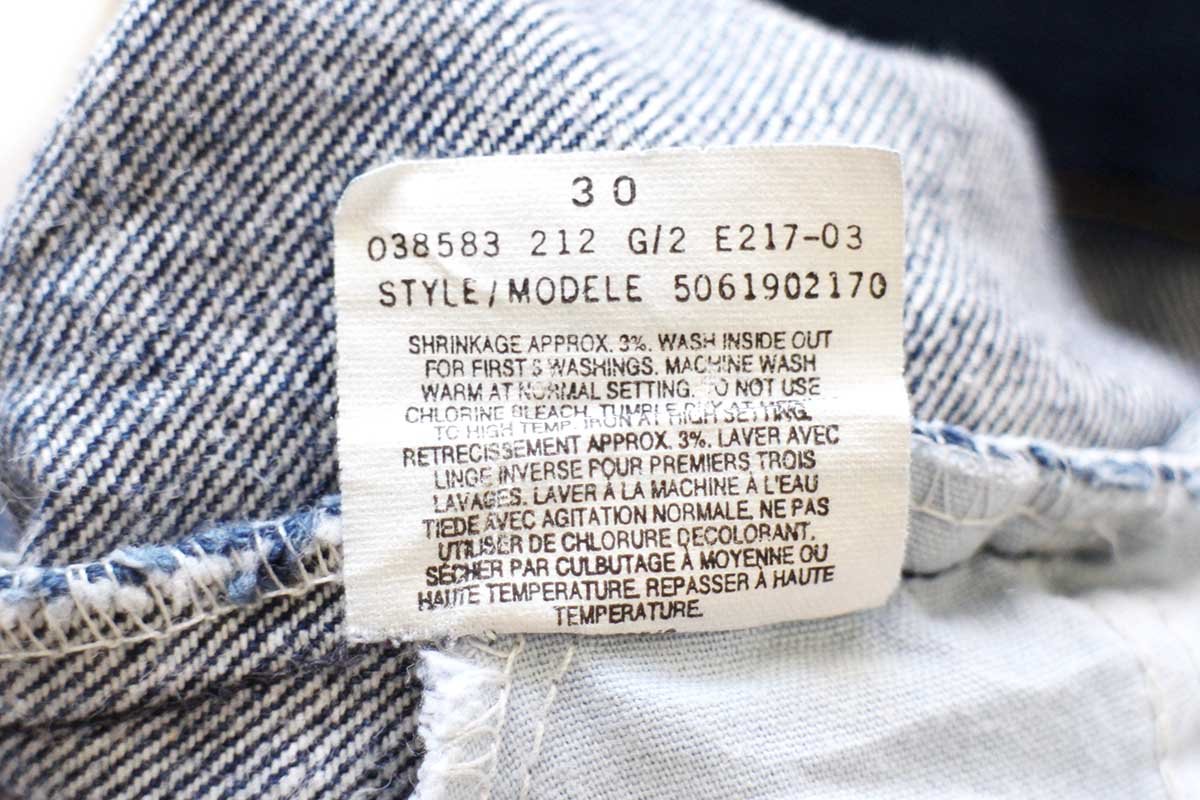 30
038583 212 G/2 E217-03
STYLE/MODELE 5061902170
SHRINKAGE APPROX. 3%. WASH INSIDE OUT
FOR FIRST 3 WASHINGS. MACHINE WASH
WARM AT NORMAL SETTING. DO NOT USE
CHLORINE BLEACH. TUMBLE DRY AT
TO HIGH TEMP. IRON AT HIGH SETTING.
RETRECISSEMENT APPROX. 3%. LAVER AVEC
LINGE INVERSE POUR PREMIERS TROIS
LAVAGES. LAVER À LA MACHINE À L'EAU
TIEDE AVEC AGITATION NORMALE. NE PAS
UTILISER DE CHLORURE DECOLORANT.
SÉCHER PAR CULBUTAGE À MOYENNE OU
HAUTE TEMPERATURE. REPASSER À HAUTE
TEMPERATURE.